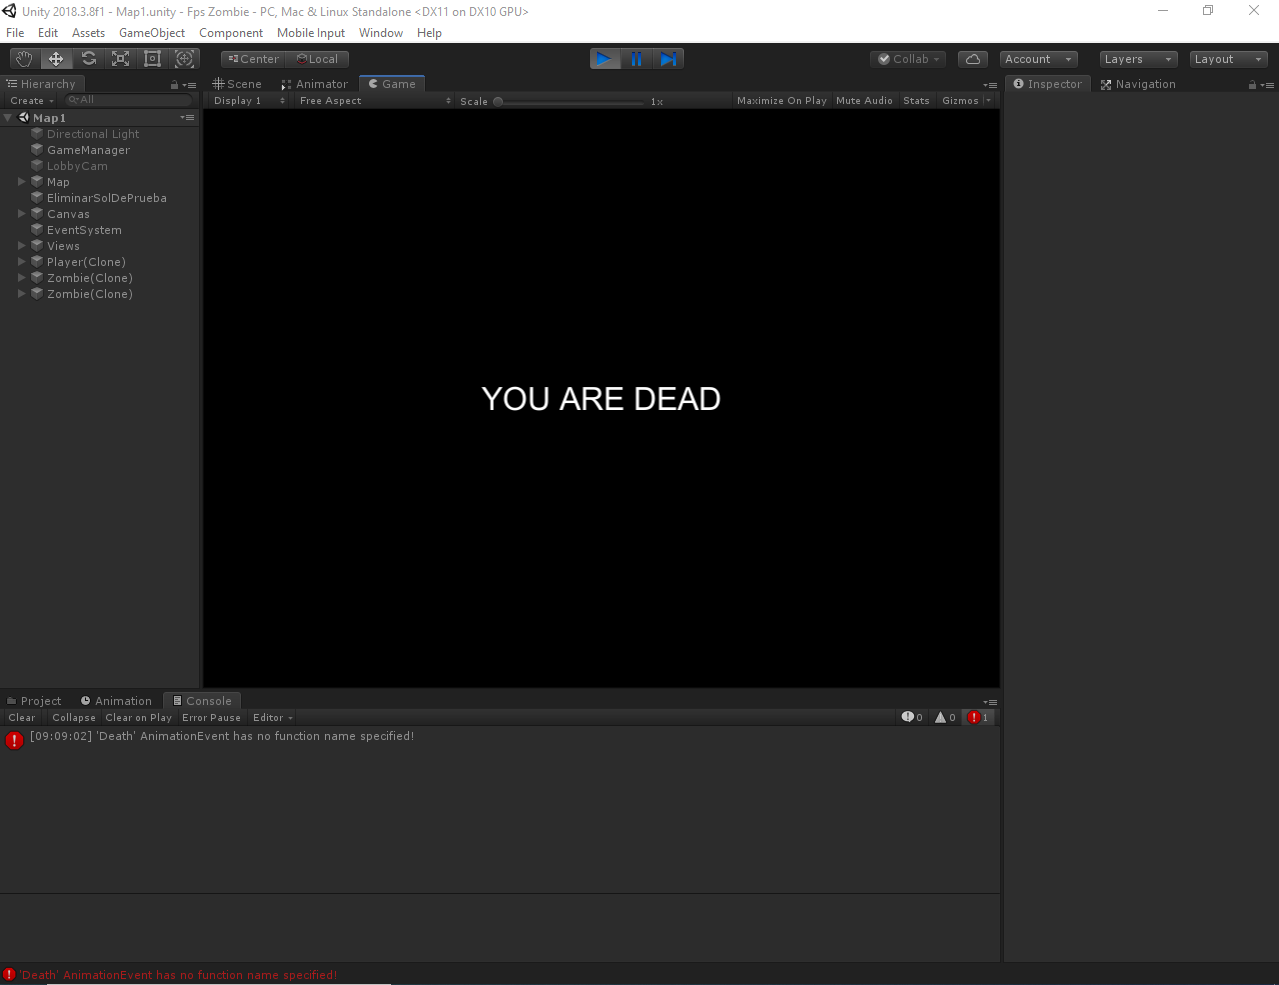 Unity 2018.3.8f1 - Map1.unity - Fps Zombie - PC, Mac & Linux Standalone <DX11 on DX10 GPU>
File Edit Assets GameObject Component Mobile Input Window Help
Center Local Collab Account Layers Layout
Hierarchy Scene Animator Game Inspector Navigation
Create All Display 1 Free Aspect Scale 1x Maximize On Play Mute Audio Stats Gizmos
Map1
Directional Light
GameManager
LobbyCam
Map
EliminarSolDePrueba
Canvas
EventSystem
Views
Player(Clone)
Zombie(Clone)
Zombie(Clone)
YOU ARE DEAD
Project Animation Console
Clear Collapse Clear on Play Error Pause Editor 0 0 1
[09:09:02] 'Death' AnimationEvent has no function name specified!
'Death' AnimationEvent has no function name specified!